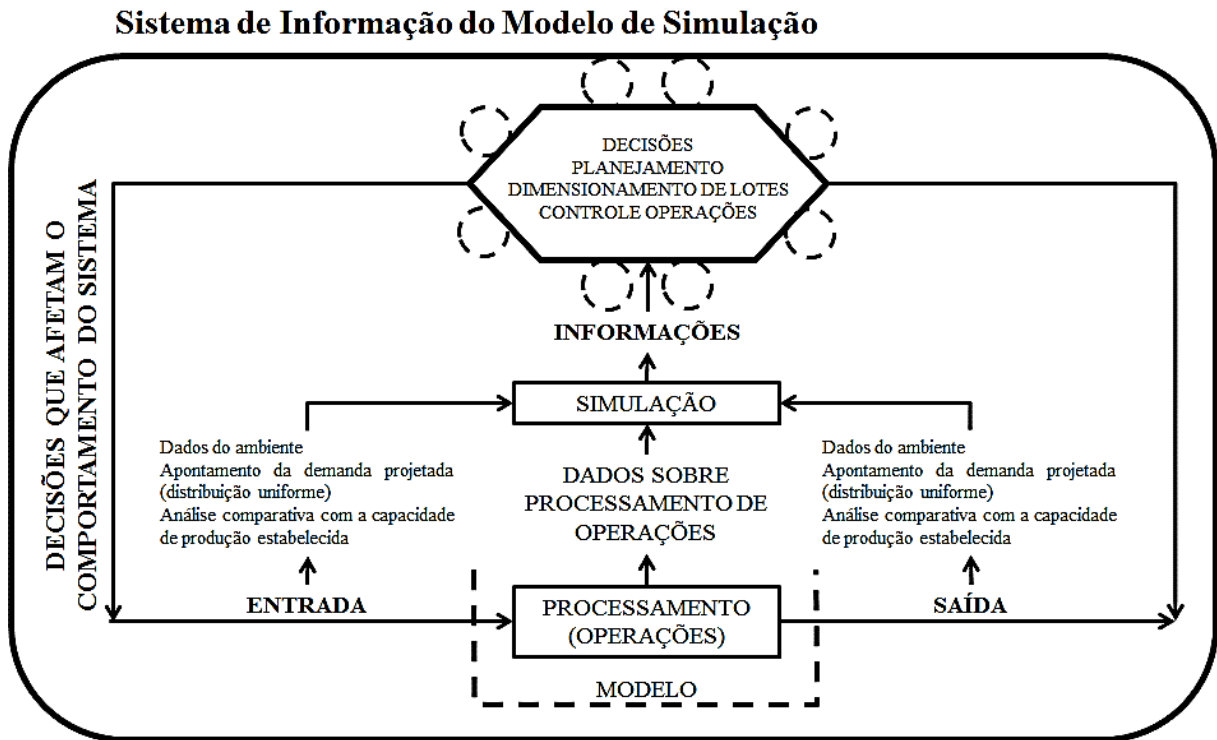 Sistema de Informação do Modelo de Simulação
DECISÕES
PLANEJAMENTO
DIMENSIONAMENTO DE LOTES
CONTROLE OPERAÇÕES
DECISÕES QUE AFETAM O
COMPORTAMENTO DO SISTEMA
INFORMAÇÕES
SIMULAÇÃO
Dados do ambiente
Apontamento da demanda projetada
(distribuição uniforme)
Análise comparativa com a capacidade
de produção estabelecida
DADOS SOBRE
PROCESSAMENTO DE
OPERAÇÕES
Dados do ambiente
Apontamento da demanda projetada
(distribuição uniforme)
Análise comparativa com a capacidade
de produção estabelecida
ENTRADA
PROCESSAMENTO
(OPERAÇÕES)
SAÍDA
MODELO